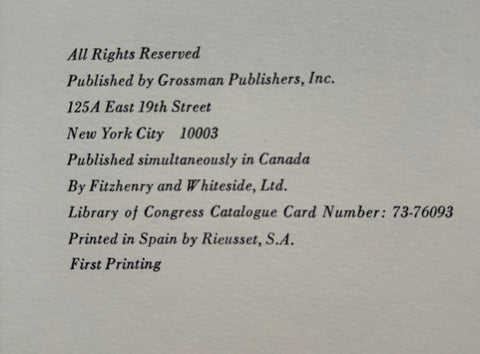 All Rights Reserved
Published by Grossman Publishers, Inc.
125A East 19th Street
New York City 10003
Published simultaneously in Canada
By Fitzhenry and Whiteside, Ltd.
Library of Congress Catalogue Card Number: 73-76093
Printed in Spain by Rieusset, S.A.
First Printing